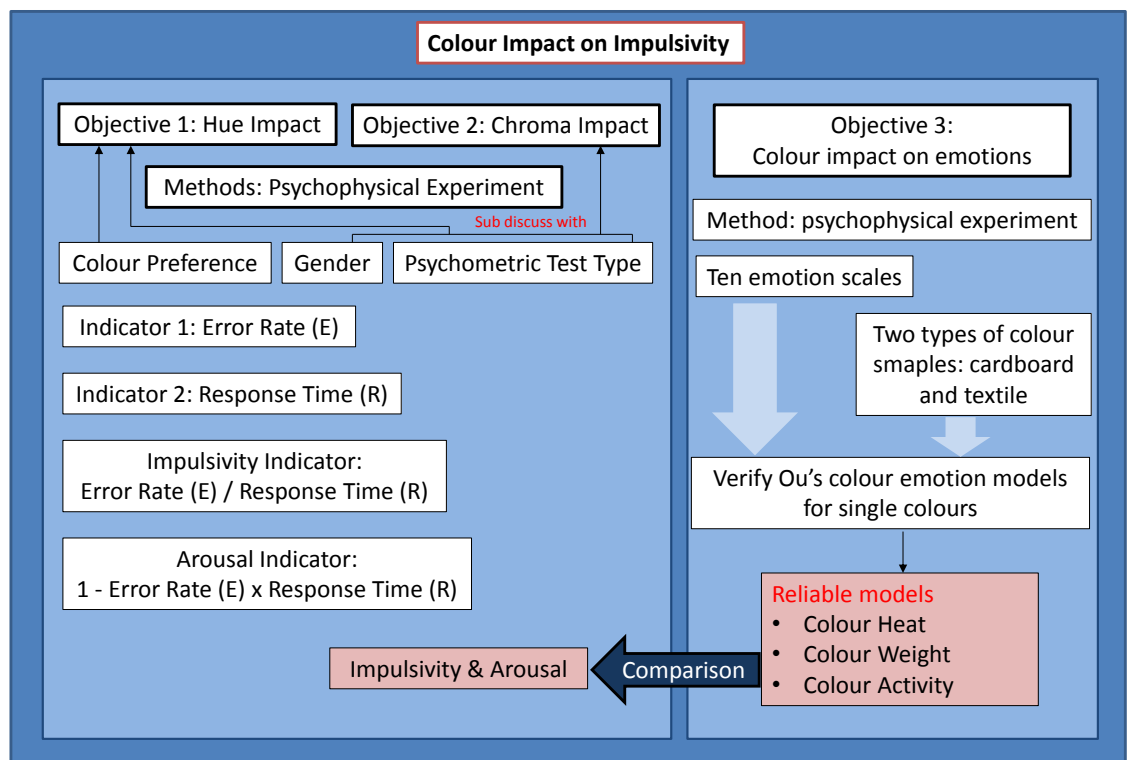 Colour Impact on Impulsivity
Objective 1: Hue Impact
Objective 2: Chroma Impact
Methods: Psychophysical Experiment
Sub discuss with
Colour Preference
Gender
Psychometric Test Type
Indicator 1: Error Rate (E)
Indicator 2: Response Time (R)
Impulsivity Indicator:
Error Rate (E) / Response Time (R)
Arousal Indicator:
1 - Error Rate (E) x Response Time (R)
Impulsivity & Arousal
Comparison
Objective 3:
Colour impact on emotions
Method: psychophysical experiment
Ten emotion scales
Two types of colour
smaples: cardboard
and textile
Verify Ou's colour emotion models
for single colours
Reliable models
• Colour Heat
• Colour Weight
• Colour Activity